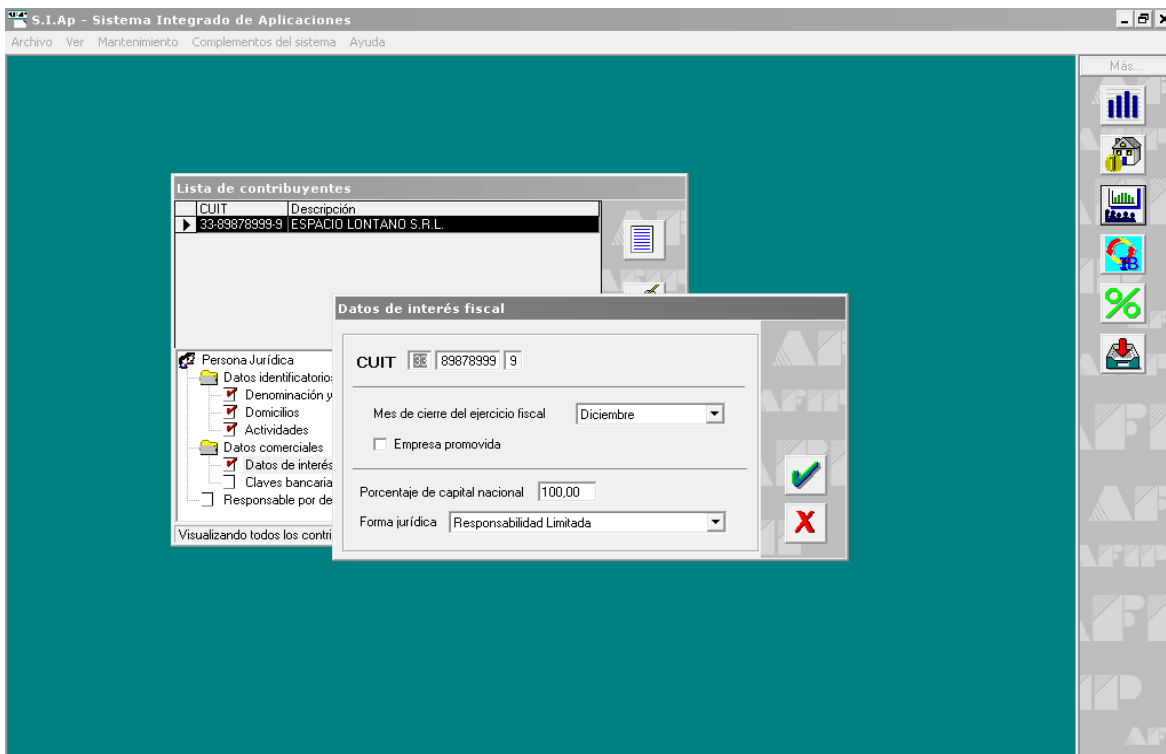 S.I.Ap - Sistema Integrado de Aplicaciones
Archivo Ver Mantenimiento Complementos del sistema Ayuda
Más...
Lista de contribuyentes
CUIT Descripción
33-89878999-9 ESPACIO LONTANO S.R.L.
Persona Jurídica
Datos identificatorio
Denominación y
Domicilios
Actividades
Datos comerciales
Datos de interés
Claves bancaria
Responsable por de
Visualizando todos los contri
Datos de interés fiscal
CUIT 33 89878999 9
Mes de cierre del ejercicio fiscal Diciembre
Empresa promovida
Porcentaje de capital nacional 100,00
Forma jurídica Responsabilidad Limitada
IB
%
AFIP